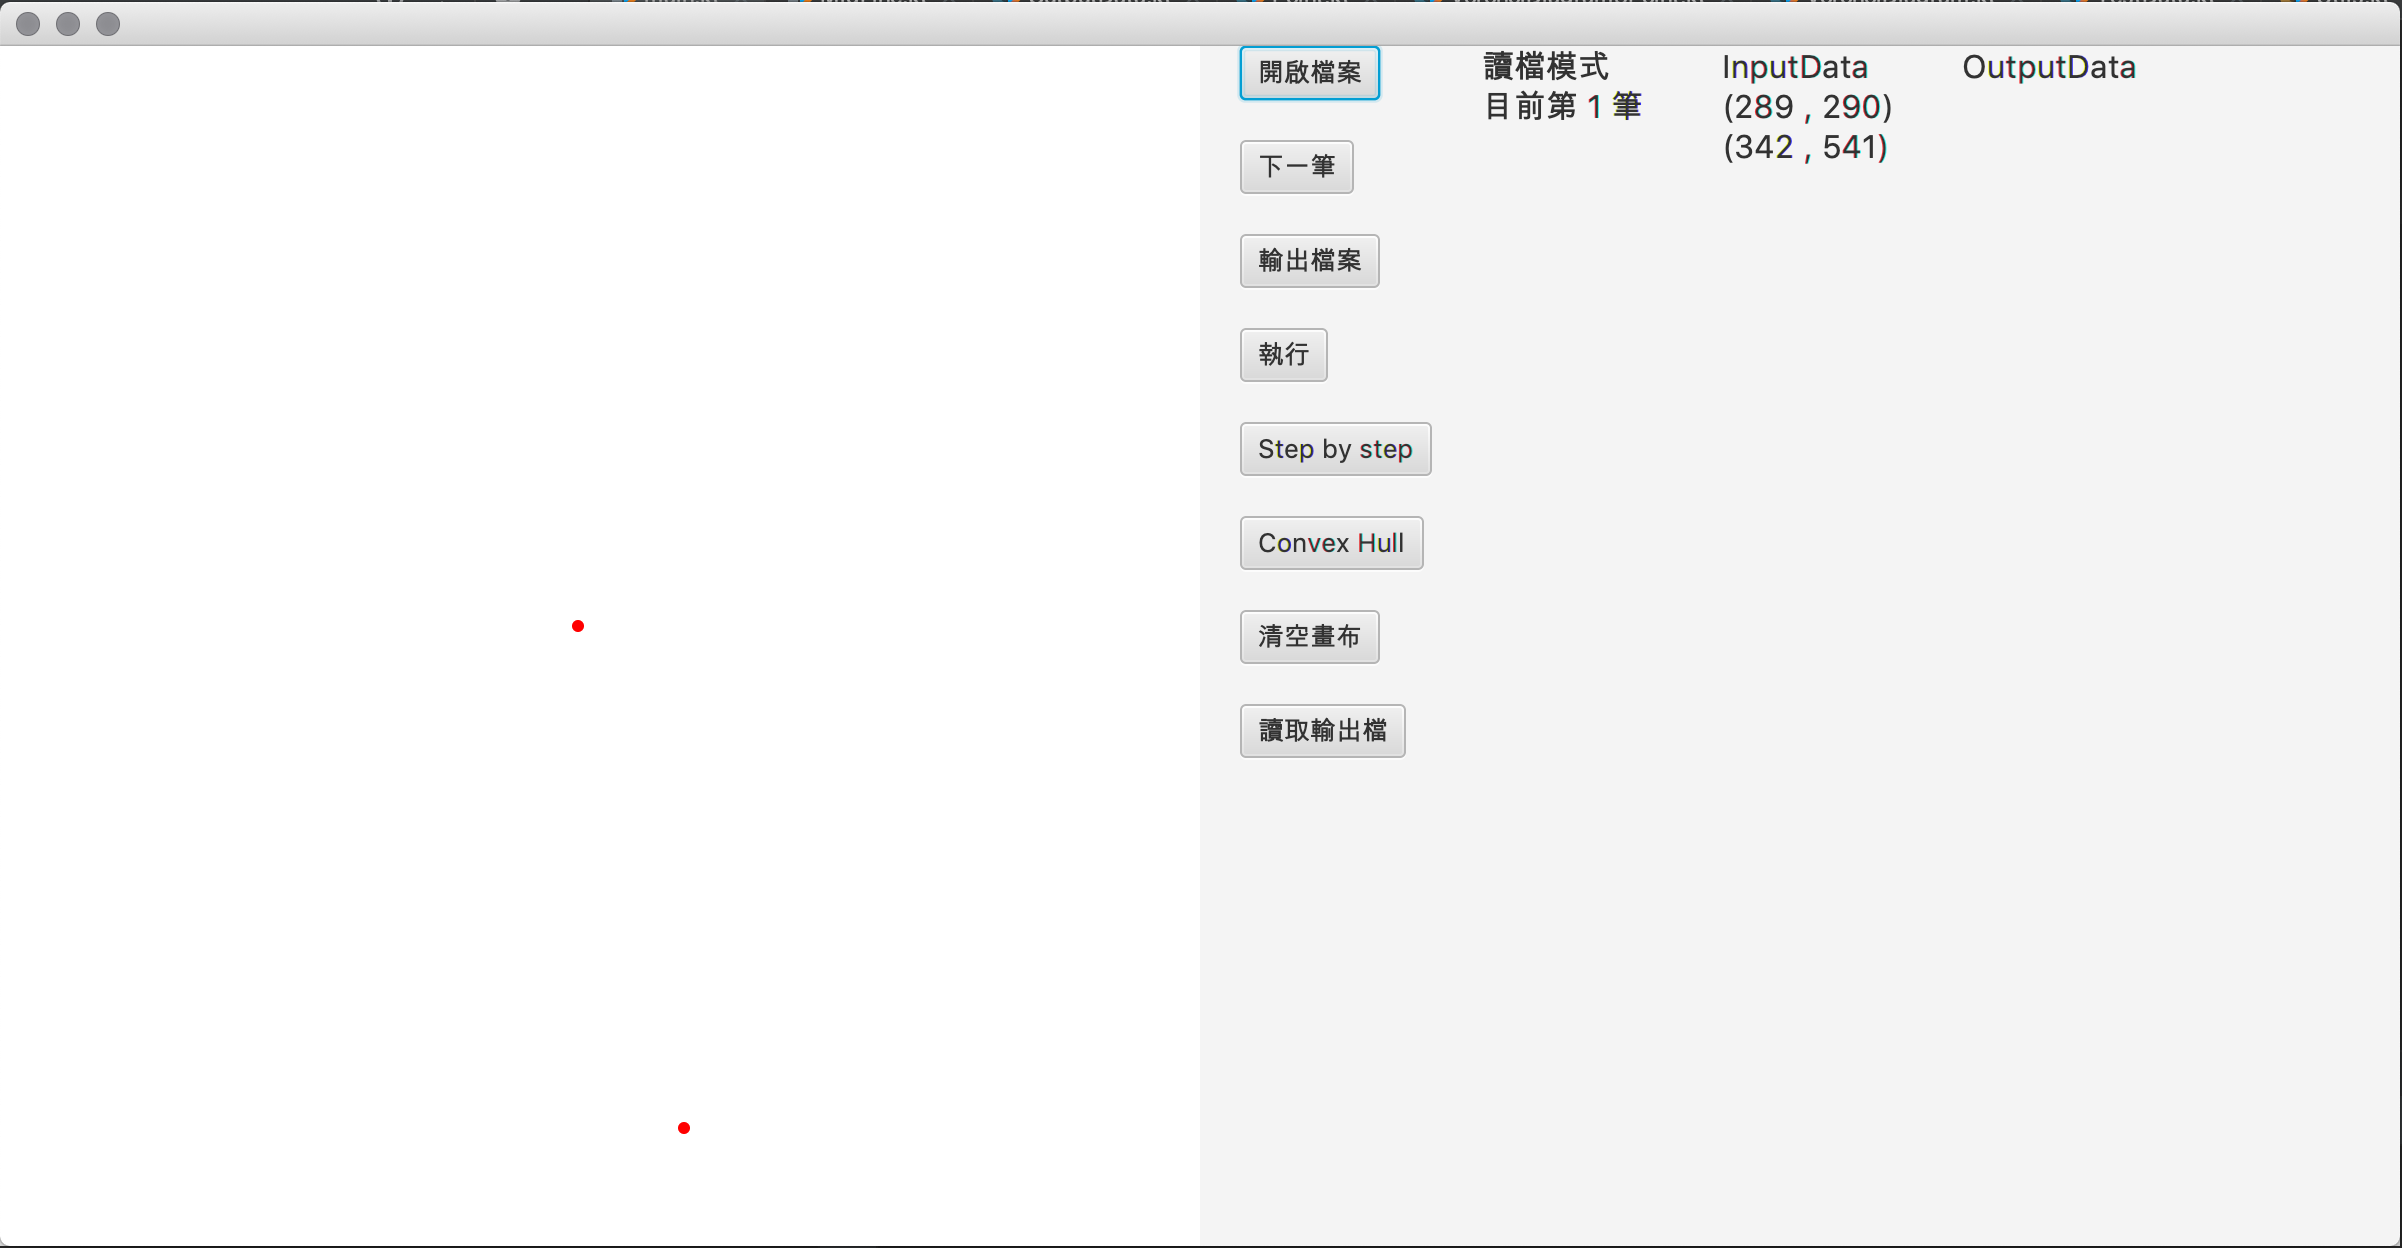 開啟檔案
下一筆
輸出檔案
執行
Step by step
Convex Hull
清空畫布
讀取輸出檔
讀檔模式
目前第 1 筆
InputData
(289 , 290)
(342 , 541)
OutputData